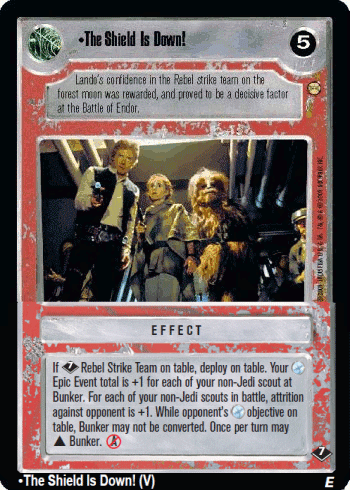 •The Shield Is Down!
5
Lando's confidence in the Rebel strike team on the
forest moon was rewarded, and proved to be a decisive factor
at the Battle of Endor.
EFFECT
If Rebel Strike Team on table, deploy on table. Your
Epic Event total is +1 for each of your non-Jedi scout at
Bunker. For each of your non-Jedi scouts in battle, attrition
against opponent is +1. While opponent's objective on
table, Bunker may not be converted. Once per turn may
▲ Bunker. A
7
•The Shield Is Down! (V)
E